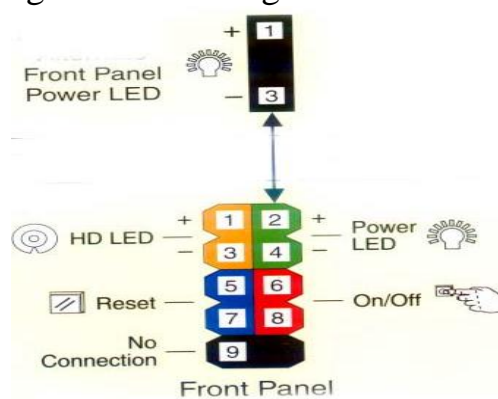 + 1
Front Panel
Power LED
− 3
+ 1 2 +
HD LED
Power
LED
− 3 4 −
5 6
Reset
On/Off
7 8
No
Connection
9
Front Panel